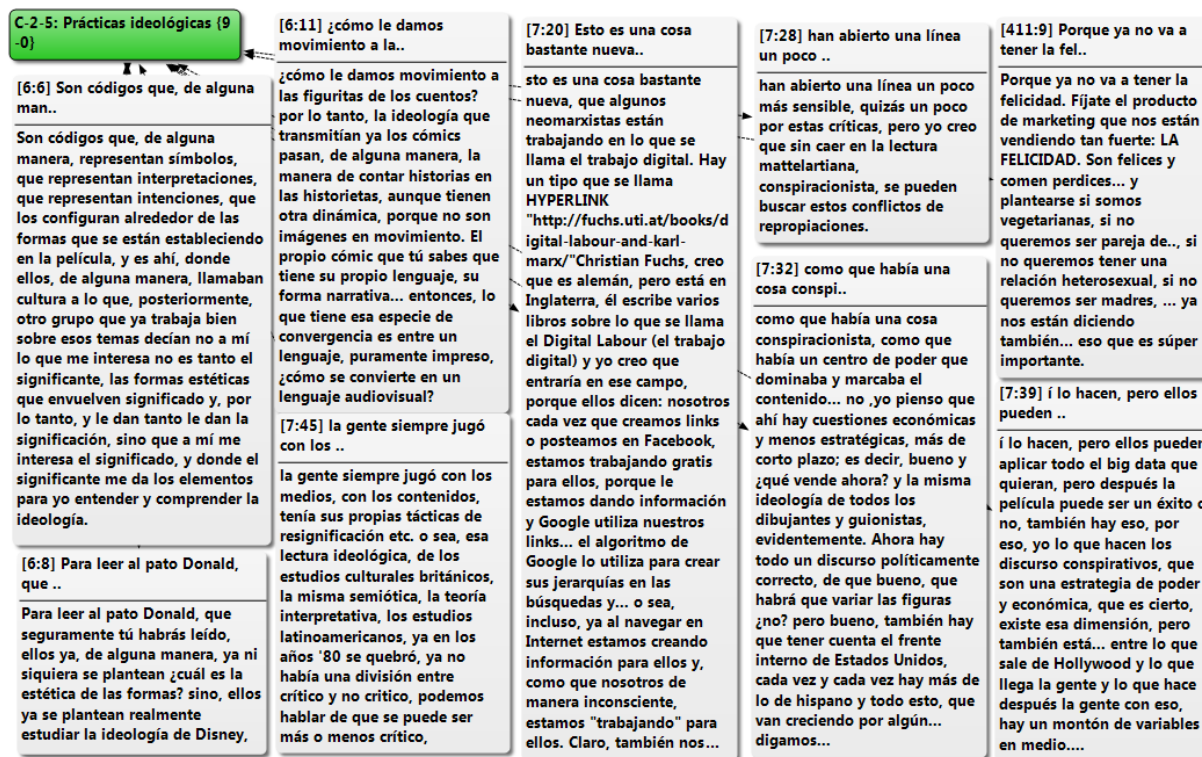 C-2-5: Prácticas ideológicas {9
-0}
[6:6] Son códigos que, de alguna
man..
Son códigos que, de alguna
manera, representan símbolos,
que representan interpretaciones,
que representan intenciones, que
los configuran alrededor de las
formas que se están estableciendo
en la película, y es ahí, donde
ellos, de alguna manera, llamaban
cultura a lo que, posteriormente,
otro grupo que ya trabaja bien
sobre esos temas decían no a mí
lo que me interesa no es tanto el
significante, las formas estéticas
que envuelven significado y, por
lo tanto, y le dan tanto le dan la
significación, sino que a mí me
interesa el significado, y donde el
significante me da los elementos
para yo entender y comprender la
ideología.
[6:8] Para leer al pato Donald,
que ..
Para leer al pato Donald, que
seguramente tú habrás leído,
ellos ya, de alguna manera, ya ni
siquiera se plantean ¿cuál es la
estética de las formas? sino, ellos
ya se plantean realmente
estudiar la ideología de Disney,
[6:11] ¿cómo le damos
movimiento a la..
¿cómo le damos movimiento a
las figuritas de los cuentos?
por lo tanto, la ideología que
transmitían ya los cómics
pasan, de alguna manera, la
manera de contar historias en
las historietas, aunque tienen
otra dinámica, porque no son
imágenes en movimiento. El
propio cómic que tú sabes que
tiene su propio lenguaje, su
forma narrativa... entonces, lo
que tiene esa especie de
convergencia es entre un
lenguaje, puramente impreso,
¿cómo se convierte en un
lenguaje audiovisual?
[7:45] la gente siempre jugó
con los ..
la gente siempre jugó con los
medios, con los contenidos,
tenía sus propias tácticas de
resignificación etc. o sea, esa
lectura ideológica, de los
estudios culturales británicos,
la misma semiótica, la teoría
interpretativa, los estudios
latinoamericanos, ya en los
años '80 se quebró, ya no
había una división entre
crítico y no critico, podemos
hablar de que se puede ser
más o menos crítico,
[7:20] Esto es una cosa
bastante nueva..
sto es una cosa bastante
nueva, que algunos
neomarxistas están
trabajando en lo que se
llama el trabajo digital. Hay
un tipo que se llama
HYPERLINK
"http://fuchs.uti.at/books/d
igital-labour-and-karl-
marx/"Christian Fuchs, creo
que es alemán, pero está en
Inglaterra, él escribe varios
libros sobre lo que se llama
el Digital Labour (el trabajo
digital) y yo creo que
entraría en ese campo,
porque ellos dicen: nosotros
cada vez que creamos links
o posteamos en Facebook,
estamos trabajando gratis
para ellos, porque le
estamos dando información
y Google utiliza nuestros
links... el algoritmo de
Google lo utiliza para crear
sus jerarquías en las
búsquedas y... o sea,
incluso, ya al navegar en
Internet estamos creando
información para ellos y,
como que nosotros de
manera inconsciente,
estamos "trabajando" para
ellos. Claro, también nos...
[7:28] han abierto una línea
un poco ..
han abierto una línea un poco
más sensible, quizás un poco
por estas críticas, pero yo creo
que sin caer en la lectura
mattelartiana,
conspiracionista, se pueden
buscar estos conflictos de
repropiaciones.
[7:32] como que había una
cosa conspi..
como que había una cosa
conspiracionista, como que
había un centro de poder que
dominaba y marcaba el
contenido... no ,yo pienso que
ahí hay cuestiones económicas
y menos estratégicas, más de
corto plazo; es decir, bueno y
¿qué vende ahora? y la misma
ideología de todos los
dibujantes y guionistas,
evidentemente. Ahora hay
todo un discurso políticamente
correcto, de que bueno, que
habrá que variar las figuras
¿no? pero bueno, también hay
que tener cuenta el frente
interno de Estados Unidos,
cada vez y cada vez hay más de
lo de hispano y todo esto, que
van creciendo por algún...
digamos...
[411:9] Porque ya no va a
tener la fel..
Porque ya no va a tener la
felicidad. Fíjate el producto
de marketing que nos están
vendiendo tan fuerte: LA
FELICIDAD. Son felices y
comen perdices... y
plantearse si somos
vegetarianas, si no
queremos ser pareja de.., si
no queremos tener una
relación heterosexual, si no
queremos ser madres, ... ya
nos están diciendo
también... eso que es súper
importante.
[7:39] í lo hacen, pero ellos
pueden ..
í lo hacen, pero ellos pueden
aplicar todo el big data que
quieran, pero después la
película puede ser un éxito o
no, también hay eso, por
eso, yo lo que hacen los
discurso conspirativos, que
son una estrategia de poder
y económica, que es cierto,
existe esa dimensión, pero
también está... entre lo que
sale de Hollywood y lo que
llega la gente y lo que hace
después la gente con eso,
hay un montón de variables
en medio....